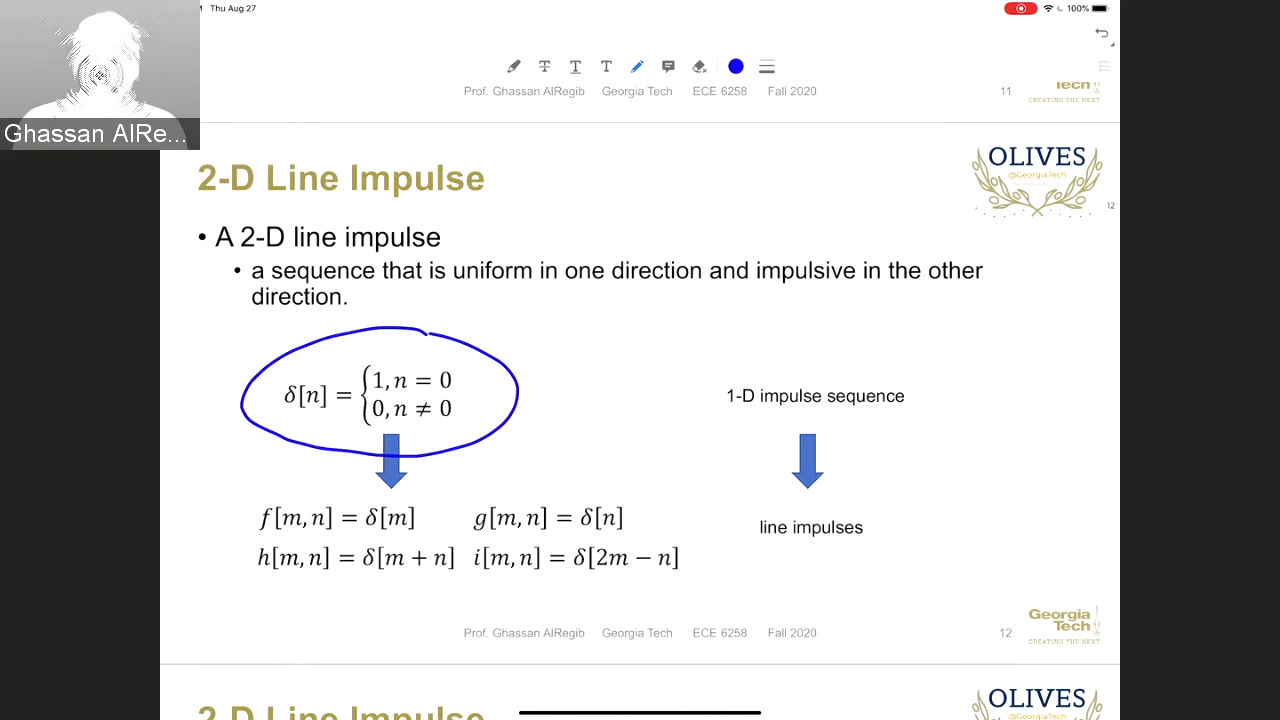 Thu Aug 27
100%
Prof. Ghassan AlRegib Georgia Tech ECE 6258 Fall 2020 11
Tech
CREATING THE NEXT
Ghassan AlRe...
OLIVES
@GeorgiaTech
12
2-D Line Impulse
• A 2-D line impulse
• a sequence that is uniform in one direction and impulsive in the other
direction.
δ[n] = {1, n = 0
0, n ≠ 0
1-D impulse sequence
f[m, n] = δ[m] g[m, n] = δ[n]
line impulses
h[m, n] = δ[m + n] i[m, n] = δ[2m − n]
Georgia
Tech
CREATING THE NEXT
Prof. Ghassan AlRegib Georgia Tech ECE 6258 Fall 2020 12
OLIVES
@GeorgiaTech
2-D Line Impulse